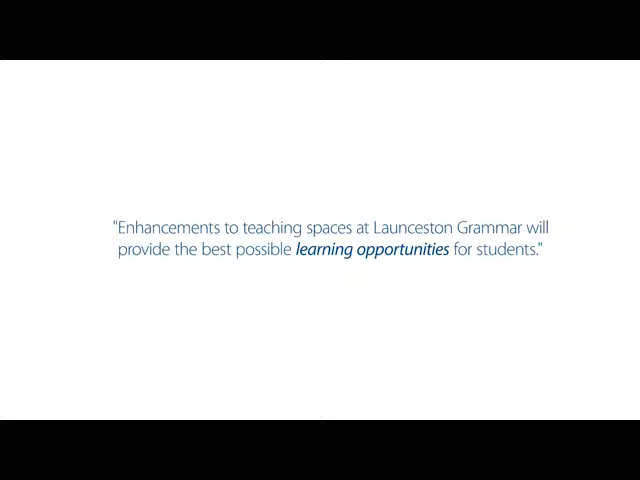 "Enhancements to teaching spaces at Launceston Grammar will
provide the best possible learning opportunities for students."